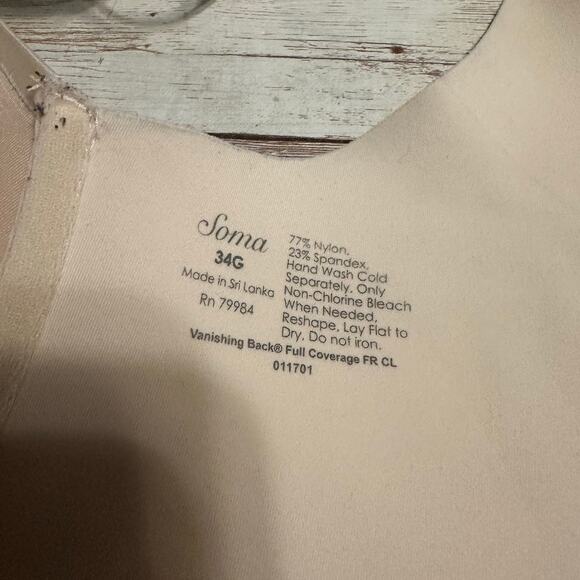 Soma
34G
Made in Sri Lanka
Rn 79984
77% Nylon,
23% Spandex,
Hand Wash Cold
Separately. Only
Non-Chlorine Bleach
When Needed,
Reshape, Lay Flat to
Dry. Do not iron.
Vanishing Back® Full Coverage FR CL
011701